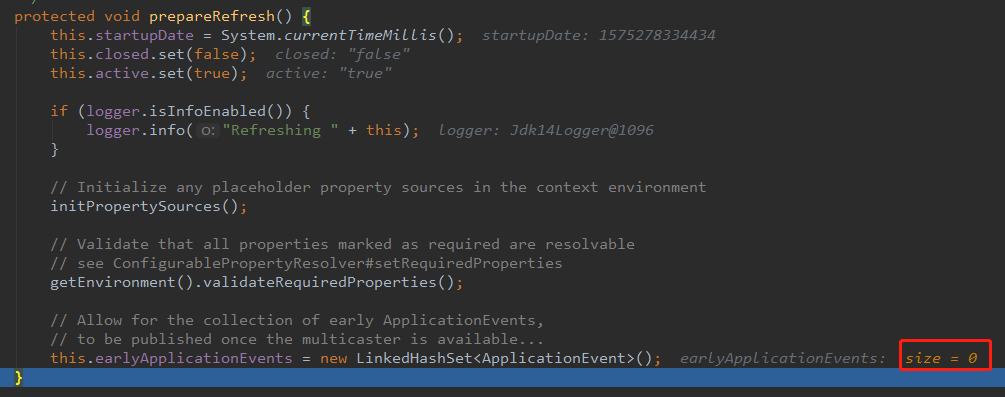 protected void prepareRefresh() {
this.startupDate = System.currentTimeMillis(); startupDate: 1575278334434
this.closed.set(false); closed: "false"
this.active.set(true); active: "true"
if (logger.isInfoEnabled()) {
logger.info( o: "Refreshing " + this); logger: Jdk14Logger@1096
}
// Initialize any placeholder property sources in the context environment
initPropertySources();
// Validate that all properties marked as required are resolvable
// see ConfigurablePropertyResolver#setRequiredProperties
getEnvironment().validateRequiredProperties();
// Allow for the collection of early ApplicationEvents,
// to be published once the multicaster is available...
this.earlyApplicationEvents = new LinkedHashSet<ApplicationEvent>(); earlyApplicationEvents: size = 0
}